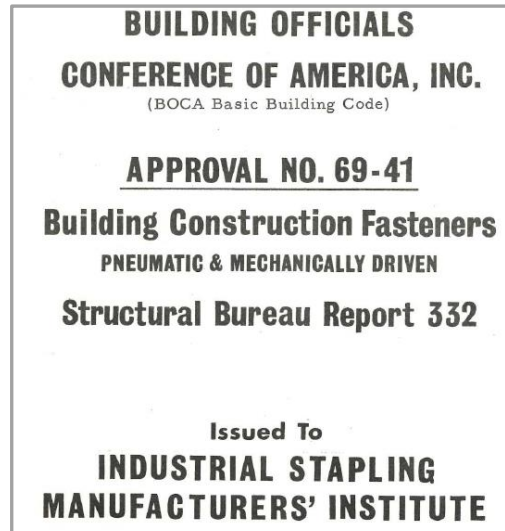 BUILDING OFFICIALS
CONFERENCE OF AMERICA, INC.
(BOCA Basic Building Code)
APPROVAL NO. 69-41
Building Construction Fasteners
PNEUMATIC & MECHANICALLY DRIVEN
Structural Bureau Report 332
Issued To
INDUSTRIAL STAPLING
MANUFACTURERS' INSTITUTE